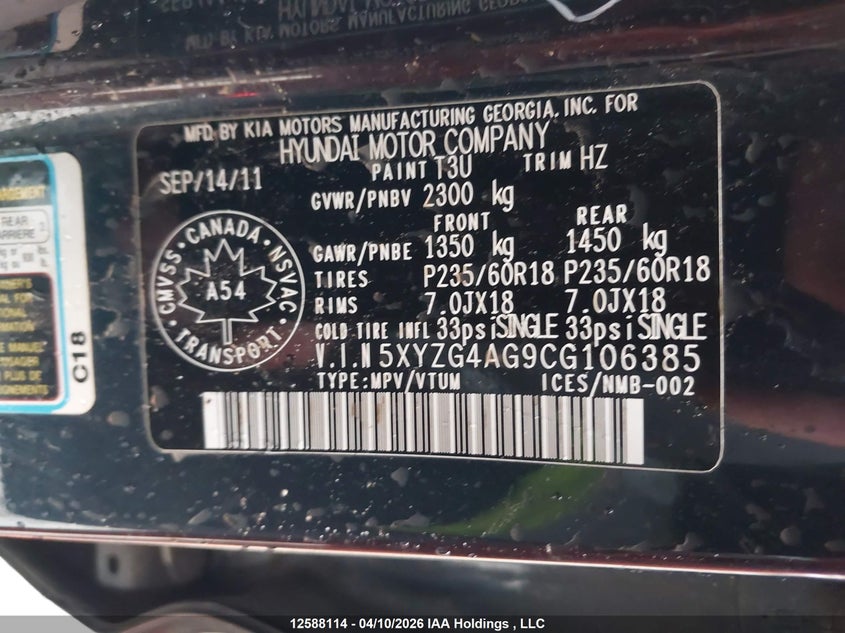 MFD BY KIA MOTORS MANUFACTURING GEORGIA, INC. FOR
HYUNDAI MOTOR COMPANY
SEP/14/11
PAINT T3U TRIM HZ
GVWR/PNBV 2300 kg
FRONT REAR
GAWR/PNBE 1350 kg 1450 kg
TIRES P235/60R18 P235/60R18
RIMS 7.0JX18 7.0JX18
COLD TIRE INFL 33psi SINGLE 33psi SINGLE
V.I.N 5XYZG4AG9CG106385
TYPE:MPV/VTUM ICES/NMB-002
CMVSS • CANADA • NSVAC • TRANSPORT •
A54
REAR
C18
12588114 - 04/10/2026 IAA Holdings , LLC